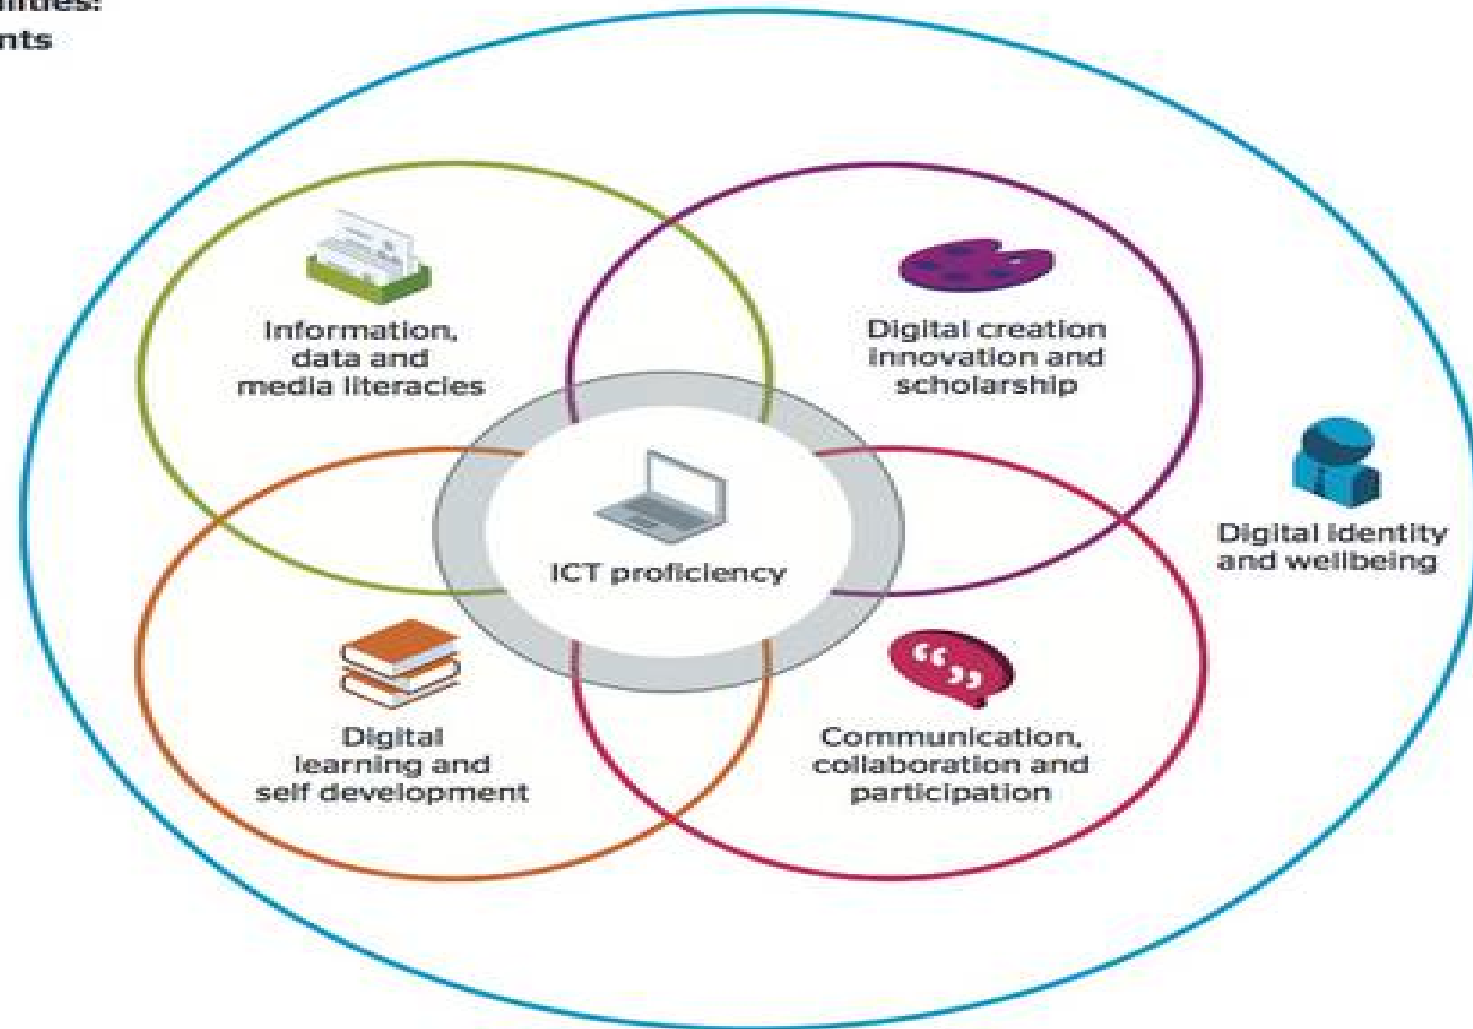 nts
Information,
data and
media literacies
Digital creation
innovation and
scholarship
ICT proficiency
Digital identity
and wellbeing
Digital
learning and
self development
Communication,
collaboration and
participation